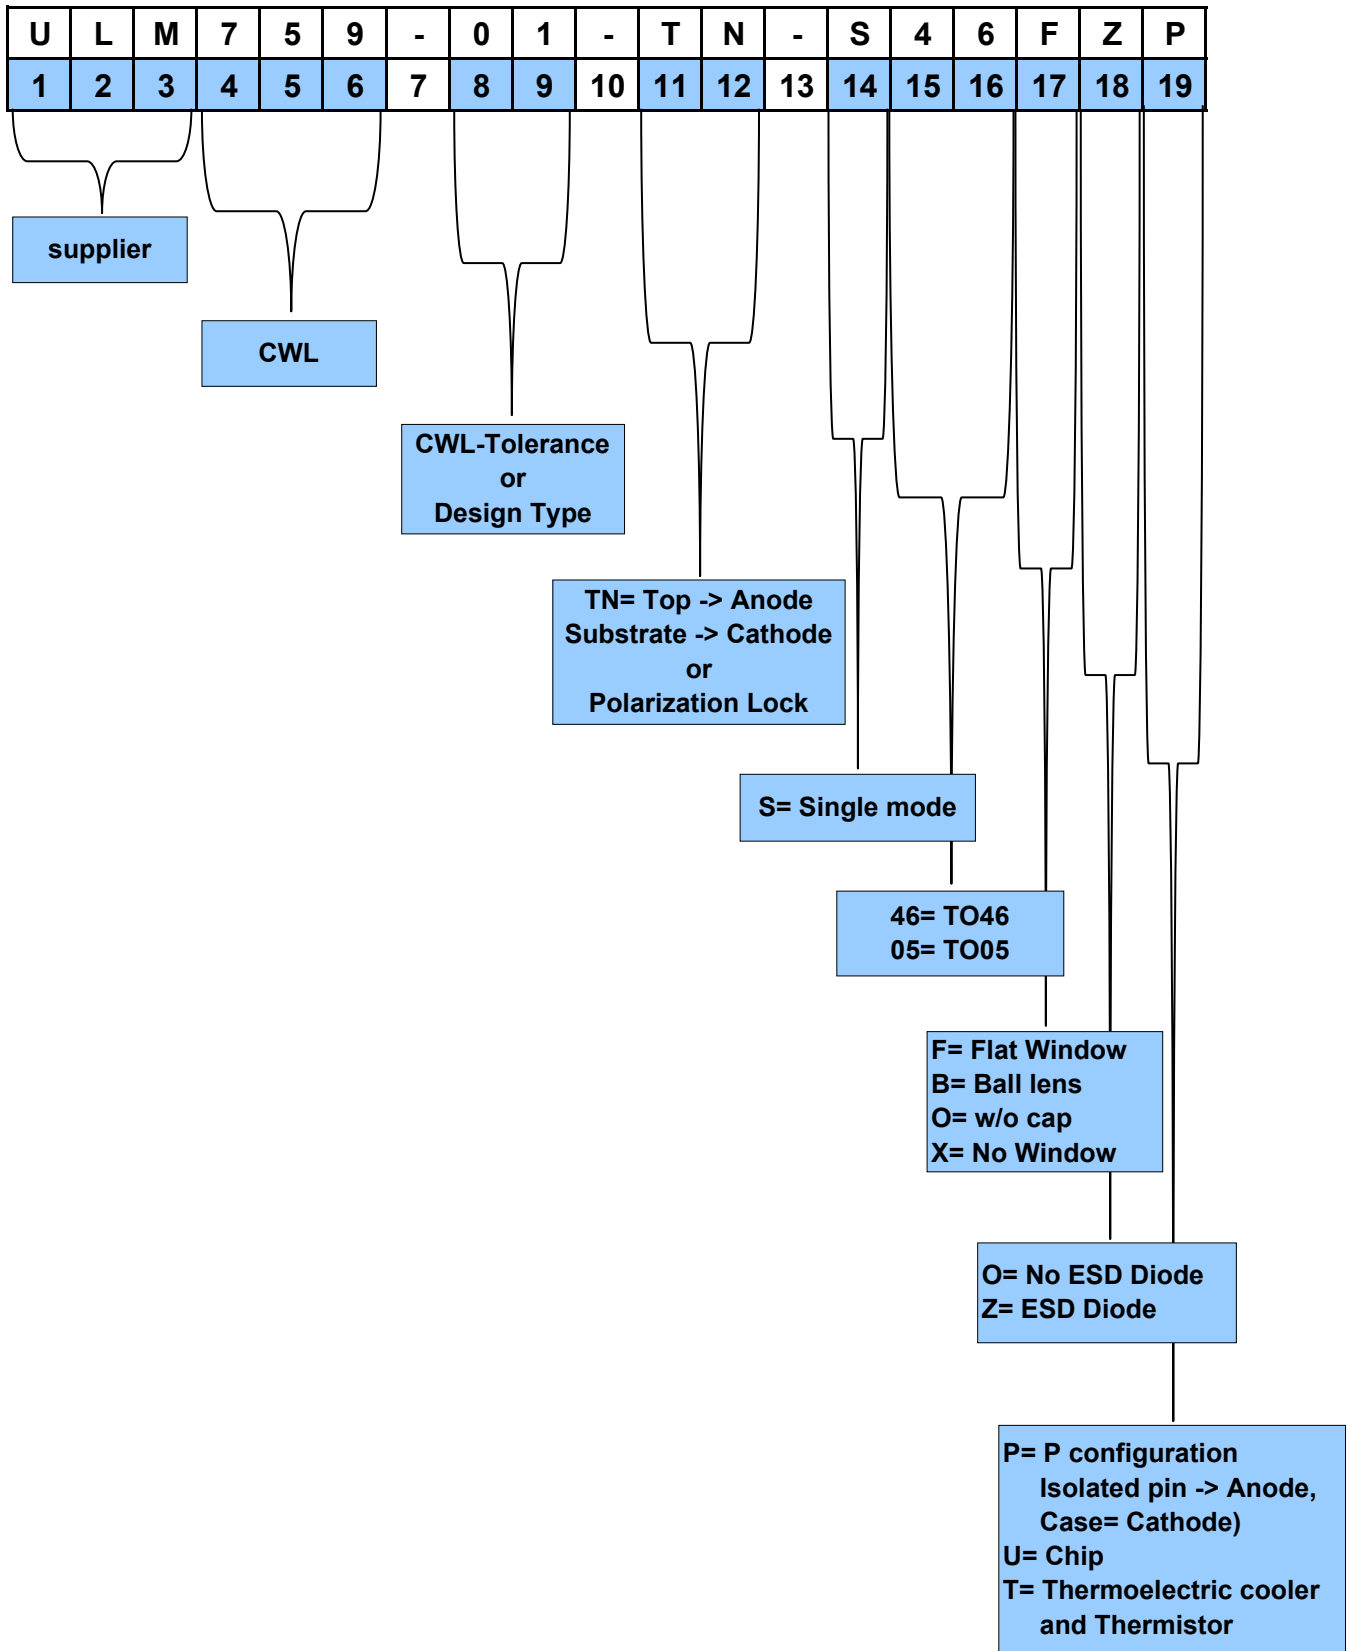 U L M 7 5 9 - 0 1 - T N - S 4 6 F Z P
1 2 3 4 5 6 7 8 9 10 11 12 13 14 15 16 17 18 19
supplier
CWL
CWL-Tolerance
or
Design Type
TN= Top -> Anode
Substrate -> Cathode
or
Polarization Lock
S= Single mode
46= TO46
05= TO05
F= Flat Window
B= Ball lens
O= w/o cap
X= No Window
O= No ESD Diode
Z= ESD Diode
P= P configuration
Isolated pin -> Anode,
Case= Cathode)
U= Chip
T= Thermoelectric cooler
and Thermistor